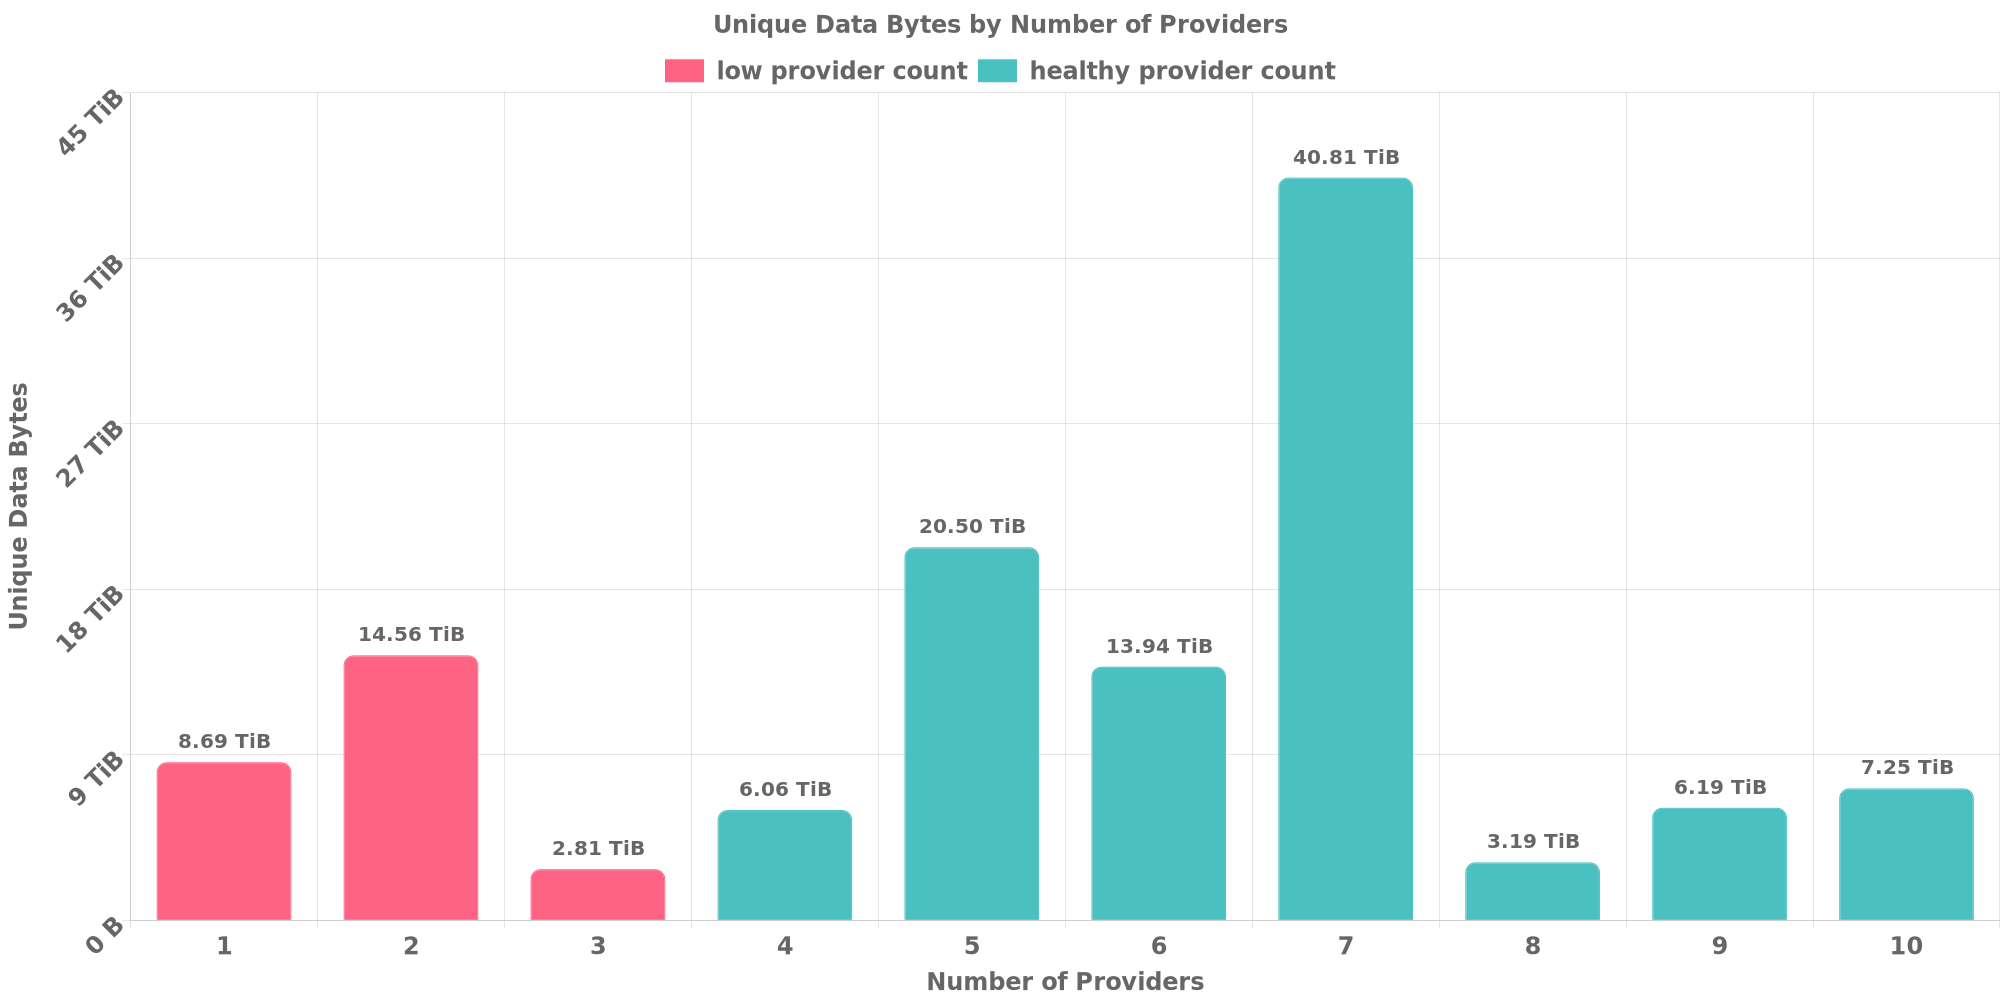 Unique Data Bytes by Number of Providers
low provider count healthy provider count
45 TiB
36 TiB
27 TiB
18 TiB
9 TiB
0 B
Unique Data Bytes
8.69 TiB
14.56 TiB
2.81 TiB
6.06 TiB
20.50 TiB
13.94 TiB
40.81 TiB
3.19 TiB
6.19 TiB
7.25 TiB
1 2 3 4 5 6 7 8 9 10
Number of Providers